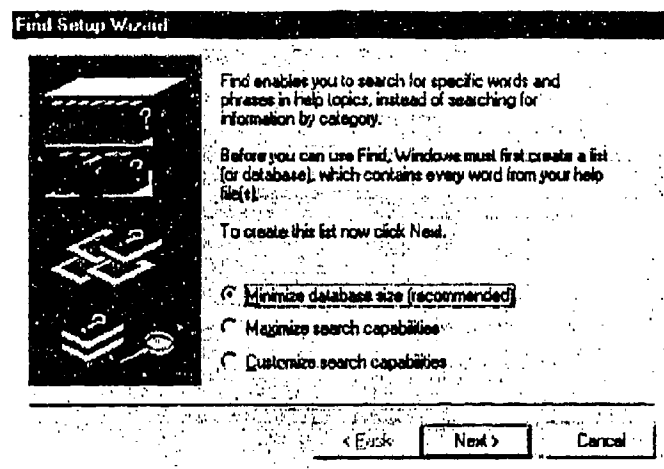 Find Setup Wizard
Find enables you to search for specific words and
phrases in help topics, instead of searching for
information by category.
Before you can use Find, Windows must first create a list
(or database), which contains every word from your help
file(s).
To create this list now click Next.
Minimize database size (recommended)
Maximize search capabilities
Customize search capabilities
< Back
Next >
Cancel